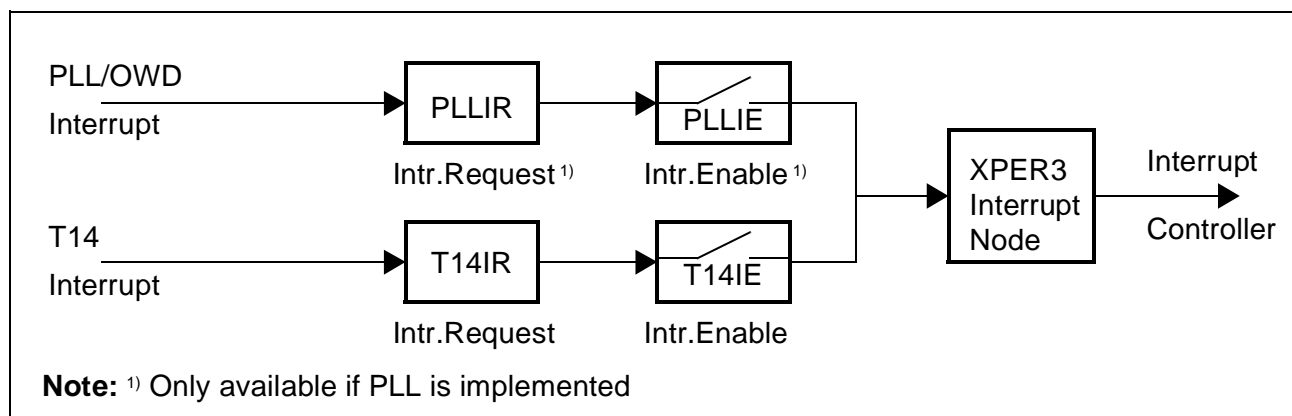 PLL/OWD
Interrupt
PLLIR
Intr.Request 1)
PLLIE
Intr.Enable 1)
T14
Interrupt
T14IR
Intr.Request
T14IE
Intr.Enable
XPER3
Interrupt
Node
Interrupt
Controller
Note: 1) Only available if PLL is implemented